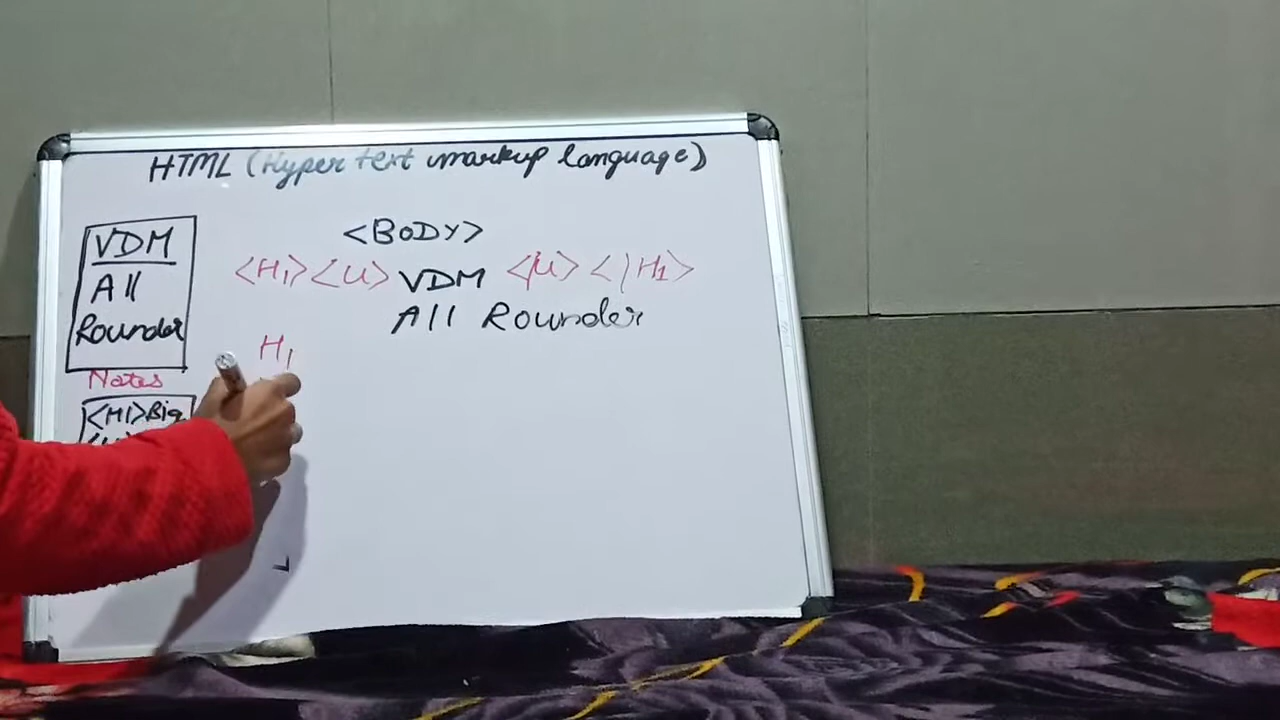 HTML (Hyper text markup language)
VDM
All
Rounder
Notes
<H1>Big
<BODY>
<H1><U> VDM </U></H1>
All Rounder
H1